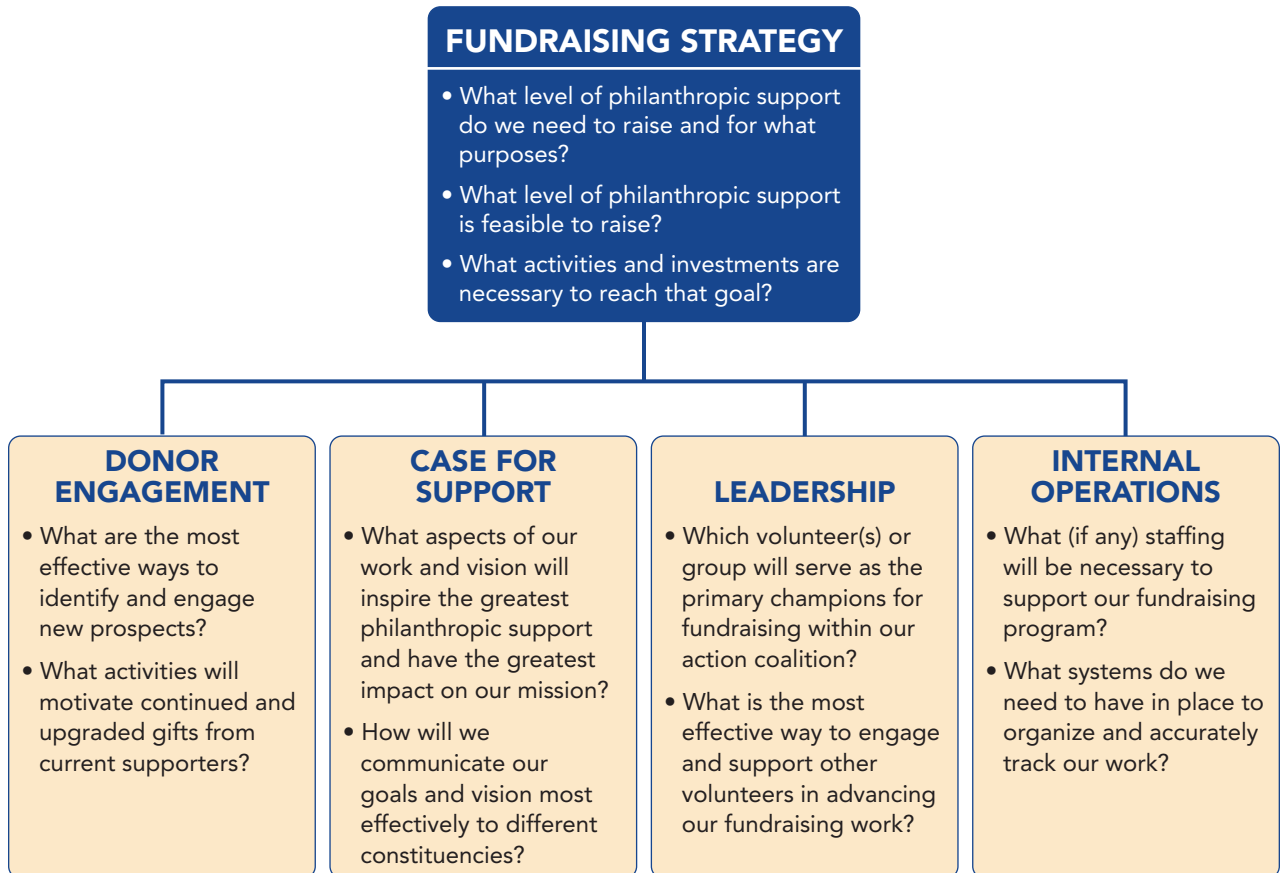 FUNDRAISING STRATEGY
• What level of philanthropic support
do we need to raise and for what
purposes?
• What level of philanthropic support
is feasible to raise?
• What activities and investments are
necessary to reach that goal?
DONOR
ENGAGEMENT
• What are the most
effective ways to
identify and engage
new prospects?
• What activities will
motivate continued and
upgraded gifts from
current supporters?
CASE FOR
SUPPORT
• What aspects of our
work and vision will
inspire the greatest
philanthropic support
and have the greatest
impact on our mission?
• How will we
communicate our
goals and vision most
effectively to different
constituencies?
LEADERSHIP
• Which volunteer(s) or
group will serve as the
primary champions for
fundraising within our
action coalition?
• What is the most
effective way to engage
and support other
volunteers in advancing
our fundraising work?
INTERNAL
OPERATIONS
• What (if any) staffing
will be necessary to
support our fundraising
program?
• What systems do we
need to have in place to
organize and accurately
track our work?